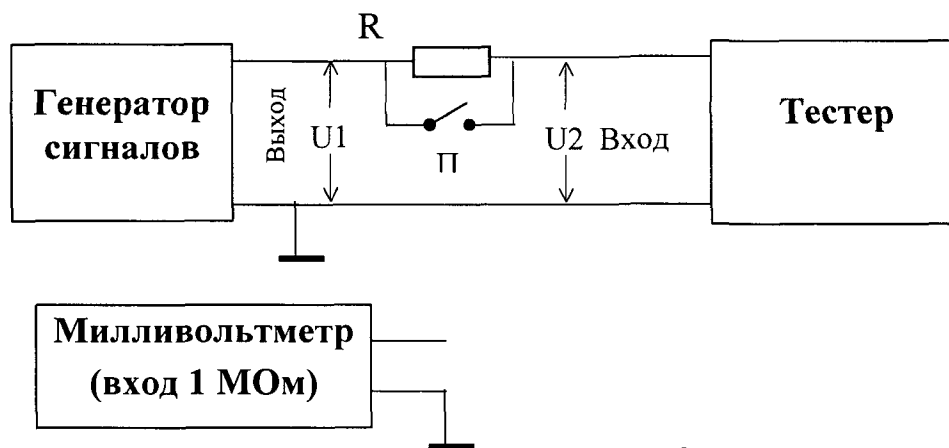 R
Генератор
сигналов
Выход
U1
П
U2 Вход
Тестер
Милливольтметр
(вход 1 МОм)